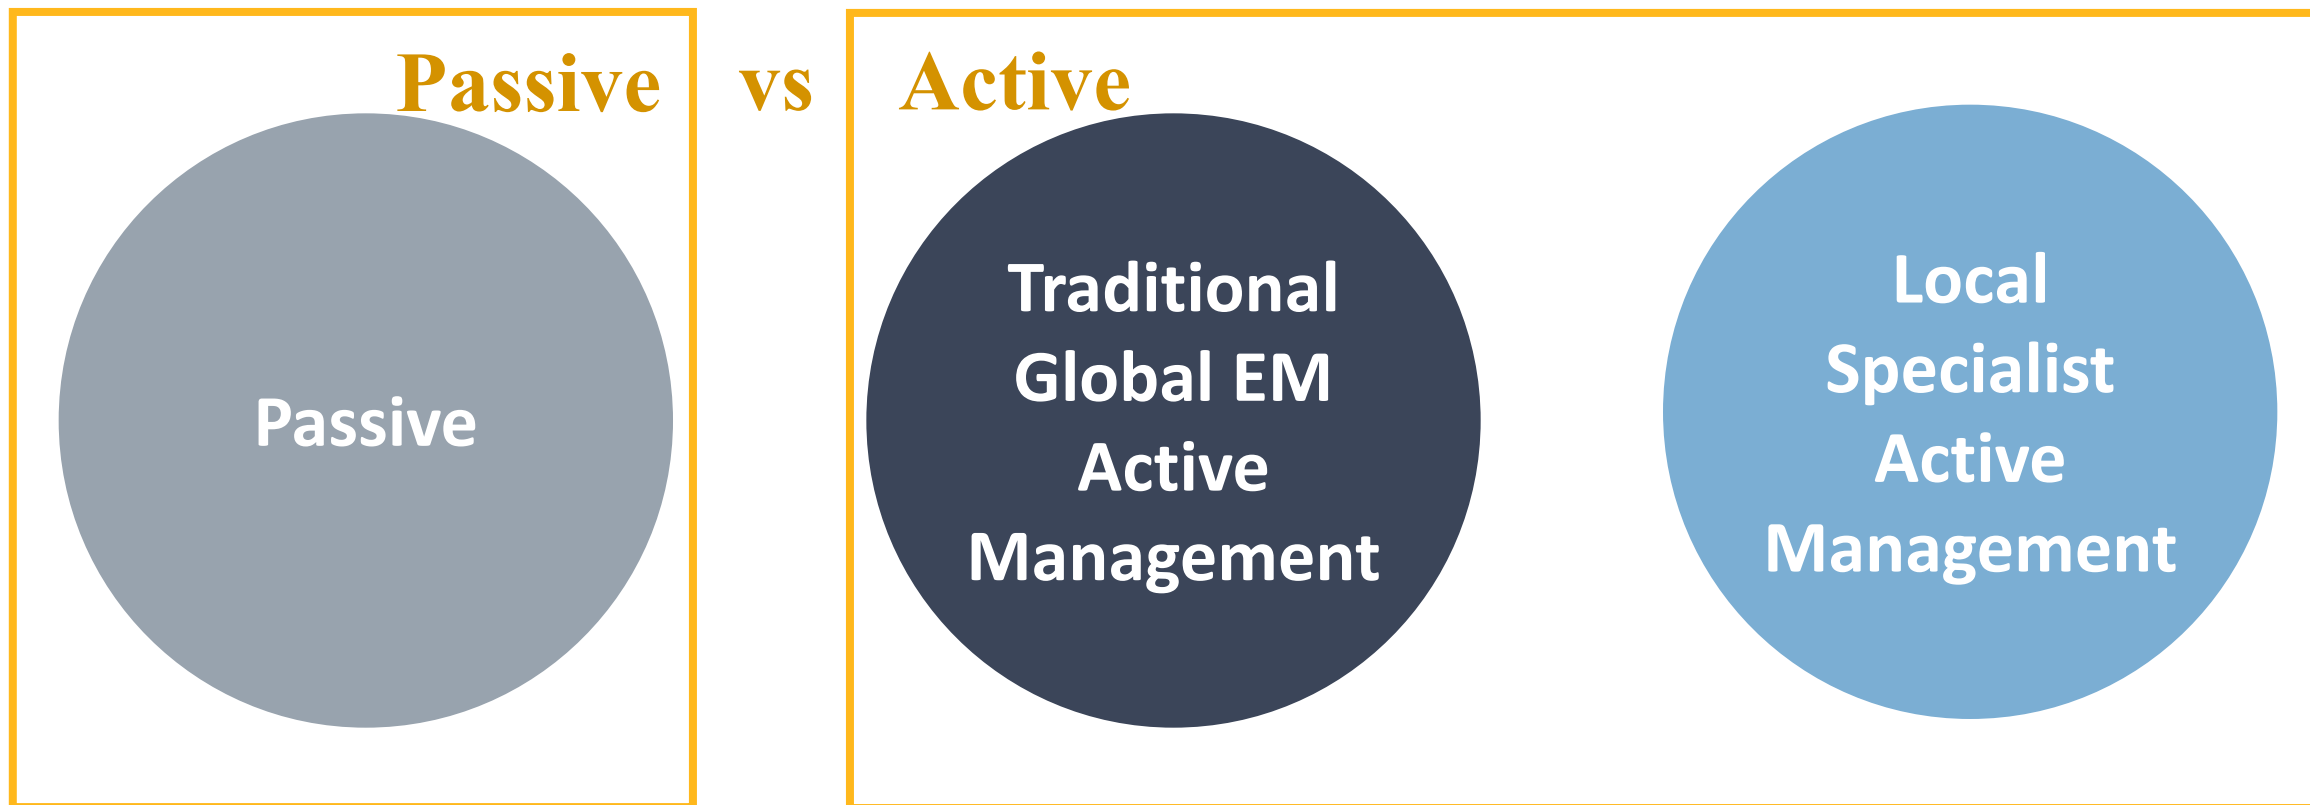 Passive vs Active
Passive
Traditional
Global EM
Active
Management
Local
Specialist
Active
Management